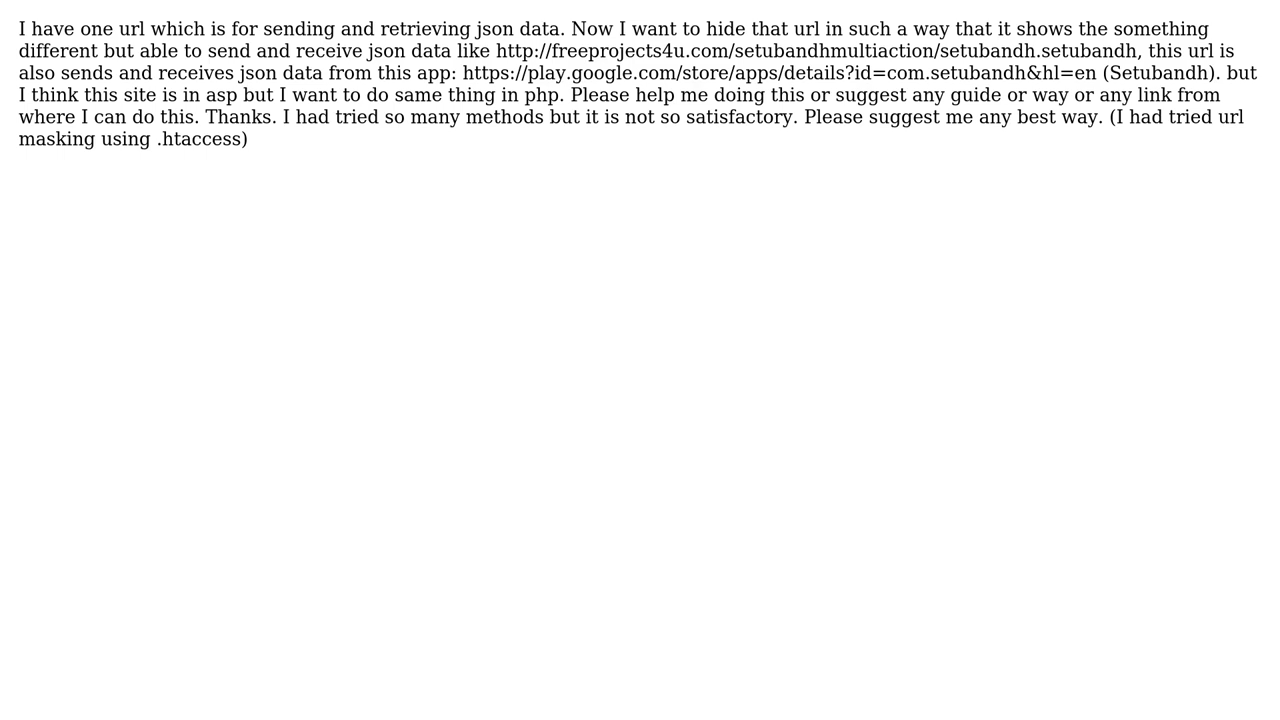 I have one url which is for sending and retrieving json data. Now I want to hide that url in such a way that it shows the something
different but able to send and receive json data like http://freeprojects4u.com/setubandhmultiaction/setubandh.setubandh, this url is
also sends and receives json data from this app: https://play.google.com/store/apps/details?id=com.setubandh&hl=en (Setubandh). but
I think this site is in asp but I want to do same thing in php. Please help me doing this or suggest any guide or way or any link from
where I can do this. Thanks. I had tried so many methods but it is not so satisfactory. Please suggest me any best way. (I had tried url
masking using .htaccess)